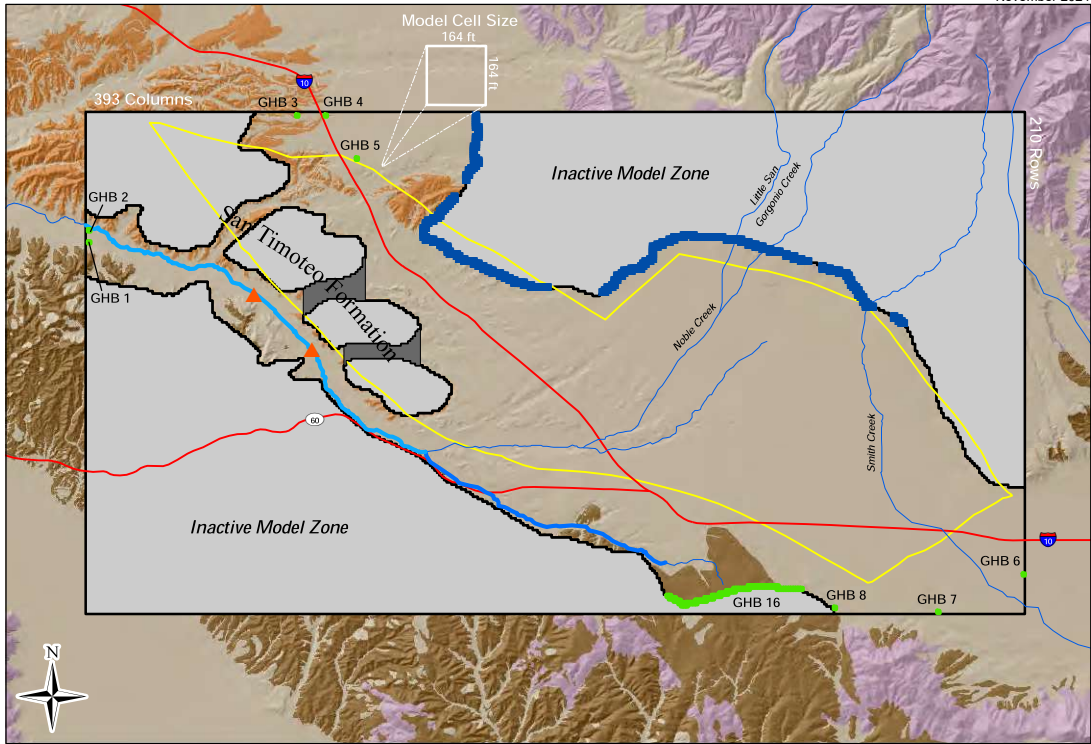 November 2021
Model Cell Size
164 ft
164 ft
10
393 Columns
GHB 3
GHB 4
GHB 5
210 Rows
Inactive Model Zone
Little San
Gorgonio Creek
GHB 2
GHB 1
San Timoteo Formation
Noble Creek
60
Smith Creek
Inactive Model Zone
10
GHB 6
GHB 16
GHB 8
GHB 7
N